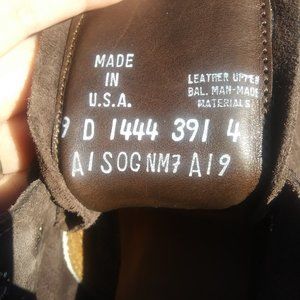 MADE
IN
U.S.A.
LEATHER UPPER
BAL. MAN-MADE
MATERIALS
9 D 1444 391 4
A1SOGNM7 A19